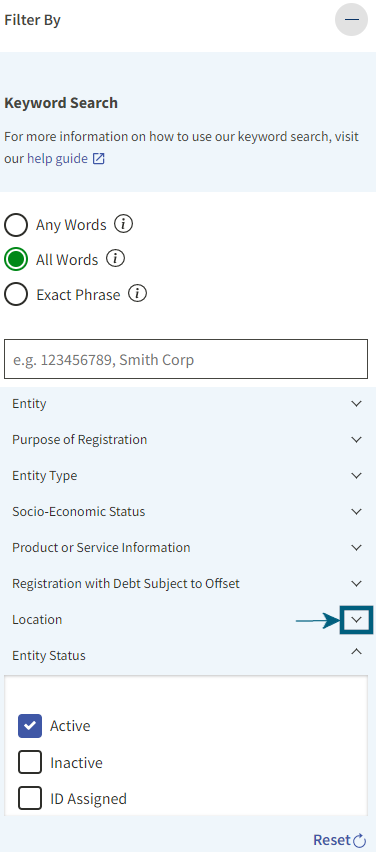 Filter By
Keyword Search
For more information on how to use our keyword search, visit
our help guide
Any Words
All Words
Exact Phrase
e.g. 123456789, Smith Corp
Entity
Purpose of Registration
Entity Type
Socio-Economic Status
Product or Service Information
Registration with Debt Subject to Offset
Location
Entity Status
Active
Inactive
ID Assigned
Reset